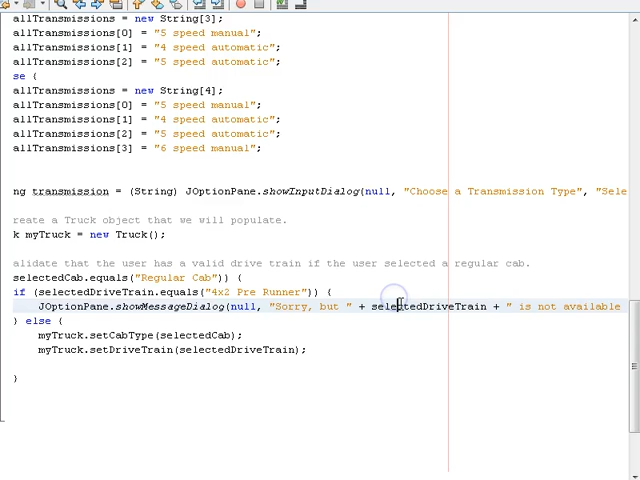 allTransmissions = new String[3];
allTransmissions[0] = "5 speed manual";
allTransmissions[1] = "4 speed automatic";
allTransmissions[2] = "5 speed automatic";
se {
allTransmissions = new String[4];
allTransmissions[0] = "5 speed manual";
allTransmissions[1] = "4 speed automatic";
allTransmissions[2] = "5 speed automatic";
allTransmissions[3] = "6 speed manual";
ng transmission = (String) JOptionPane.showInputDialog(null, "Choose a Transmission Type", "Sele
reate a Truck object that we will populate.
k myTruck = new Truck();
alidate that the user has a valid drive train if the user selected a regular cab.
selectedCab.equals("Regular Cab")) {
if (selectedDriveTrain.equals("4x2 Pre Runner")) {
JOptionPane.showMessageDialog(null, "Sorry, but " + selectedDriveTrain + " is not available
} else {
myTruck.setCabType(selectedCab);
myTruck.setDriveTrain(selectedDriveTrain);
}